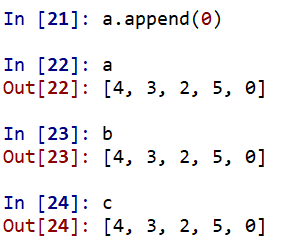 In [21]: a.append(0)
In [22]: a
Out[22]: [4, 3, 2, 5, 0]
In [23]: b
Out[23]: [4, 3, 2, 5, 0]
In [24]: c
Out[24]: [4, 3, 2, 5, 0]